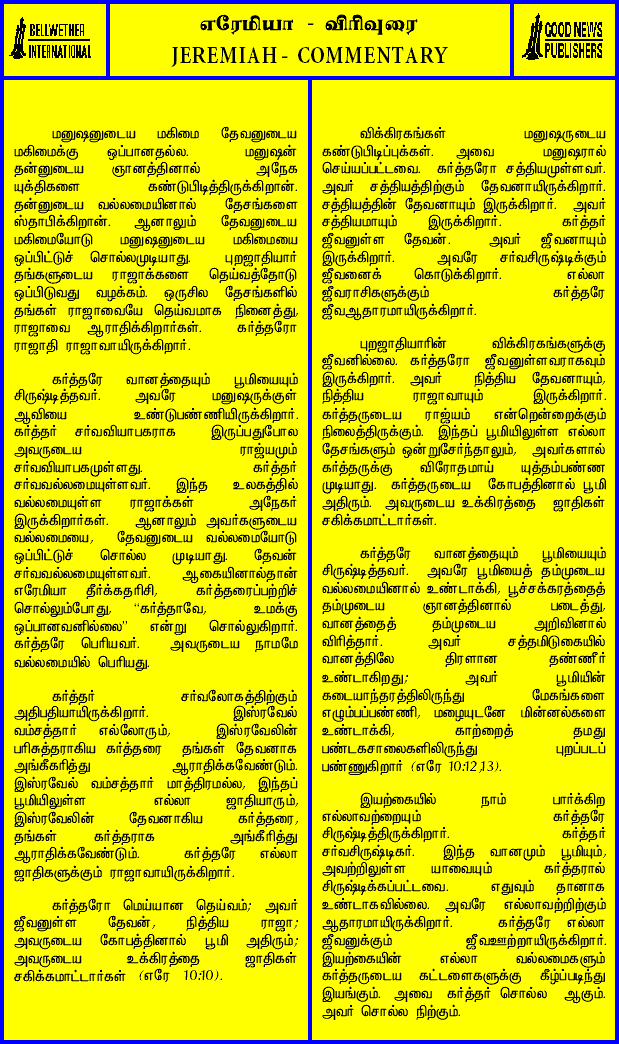 BELLWETHER
INTERNATIONAL
எரேமியா - விரிவுரை
JEREMIAH - COMMENTARY
GOOD NEWS
PUBLISHERS
மனுஷனுடைய மகிமை தேவனுடைய
மகிமைக்கு ஒப்பானதல்ல. மனுஷன்
தன்னுடைய ஞானத்தினால் அநேக
யுக்திகளை கண்டுபிடித்திருக்கிறான்.
தன்னுடைய வல்லமையினால் தேசங்களை
ஸ்தாபிக்கிறான். ஆனாலும் தேவனுடைய
மகிமையோடு மனுஷனுடைய மகிமையை
ஒப்பிட்டுச் சொல்லமுடியாது. புறஜாதியார்
தங்களுடைய ராஜாக்களை தெய்வத்தோடு
ஒப்பிடுவது வழக்கம். ஒருசில தேசங்களில்
தங்கள் ராஜாவையே தெய்வமாக நினைத்து,
ராஜாவை ஆராதிக்கிறார்கள். கர்த்தரோ
ராஜாதி ராஜாவாயிருக்கிறார்.
கர்த்தரே வானத்தையும் பூமியையும்
சிருஷ்டித்தவர். அவரே மனுஷருக்குள்
ஆவியை உண்டுபண்ணியிருக்கிறார்.
கர்த்தர் சர்வவியாபகராக இருப்பதுபோல
அவருடைய ராஜ்யமும்
சர்வவியாபகமுள்ளது. கர்த்தர்
சர்வவல்லமையுள்ளவர். இந்த உலகத்தில்
வல்லமையுள்ள ராஜாக்கள் அநேகர்
இருக்கிறார்கள். ஆனாலும் அவர்களுடைய
வல்லமையை, தேவனுடைய வல்லமையோடு
ஒப்பிட்டுச் சொல்ல முடியாது. தேவன்
சர்வவல்லமையுள்ளவர். ஆகையினால்தான்
எரேமியா தீர்க்கதரிசி, கர்த்தரைப்பற்றிச்
சொல்லும்போது, "கர்த்தாவே, உமக்கு
ஒப்பானவனில்லை" என்று சொல்லுகிறார்.
கர்த்தரே பெரியவர். அவருடைய நாமமே
வல்லமையில் பெரியது.
கர்த்தர் சர்வலோகத்திற்கும்
அதிபதியாயிருக்கிறார். இஸ்ரவேல்
வம்சத்தார் எல்லோரும், இஸ்ரவேலின்
பரிசுத்தராகிய கர்த்தரை தங்கள் தேவனாக
அங்கீகரித்து ஆராதிக்கவேண்டும்.
இஸ்ரவேல் வம்சத்தார் மாத்திரமல்ல, இந்தப்
பூமியிலுள்ள எல்லா ஜாதியாரும்,
இஸ்ரவேலின் தேவனாகிய கர்த்தரை,
தங்கள் கர்த்தராக அங்கீரித்து
ஆராதிக்கவேண்டும். கர்த்தரே எல்லா
ஜாதிகளுக்கும் ராஜாவாயிருக்கிறார்.
கர்த்தரோ மெய்யான தெய்வம்; அவர்
ஜீவனுள்ள தேவன், நித்திய ராஜா;
அவருடைய கோபத்தினால் பூமி அதிரும்;
அவருடைய உக்கிரத்தை ஜாதிகள்
சகிக்கமாட்டார்கள் (எரே 10:10).
விக்கிரகங்கள் மனுஷருடைய
கண்டுபிடிப்புக்கள். அவை மனுஷரால்
செய்யப்பட்டவை. கர்த்தரோ சத்தியமுள்ளவர்.
அவர் சத்தியத்திற்கும் தேவனாயிருக்கிறார்.
சத்தியத்தின் தேவனாயும் இருக்கிறார். அவர்
சத்தியமாயும் இருக்கிறார். கர்த்தர்
ஜீவனுள்ள தேவன். அவர் ஜீவனாயும்
இருக்கிறார். அவரே சர்வசிருஷ்டிக்கும்
ஜீவனைக் கொடுக்கிறார். எல்லா
ஜீவராசிகளுக்கும் கர்த்தரே
ஜீவஆதாரமாயிருக்கிறார்.
புறஜாதியாரின் விக்கிரகங்களுக்கு
ஜீவனில்லை. கர்த்தரோ ஜீவனுள்ளவராகவும்
இருக்கிறார். அவர் நித்திய தேவனாயும்,
நித்திய ராஜாவாயும் இருக்கிறார்.
கர்த்தருடைய ராஜ்யம் என்றென்றைக்கும்
நிலைத்திருக்கும். இந்தப் பூமியிலுள்ள எல்லா
தேசங்களும் ஒன்றுசேர்ந்தாலும், அவர்களால்
கர்த்தருக்கு விரோதமாய் யுத்தம்பண்ண
முடியாது. கர்த்தருடைய கோபத்தினால் பூமி
அதிரும். அவருடைய உக்கிரத்தை ஜாதிகள்
சகிக்கமாட்டார்கள்.
கர்த்தரே வானத்தையும் பூமியையும்
சிருஷ்டித்தவர். அவரே பூமியைத் தம்முடைய
வல்லமையினால் உண்டாக்கி, பூச்சக்கரத்தைத்
தம்முடைய ஞானத்தினால் படைத்து,
வானத்தைத் தம்முடைய அறிவினால்
விரித்தார். அவர் சத்தமிடுகையில்
வானத்திலே திரளான தண்ணீர்
உண்டாகிறது; அவர் பூமியின்
கடையாந்தரத்திலிருந்து மேகங்களை
எழும்பப்பண்ணி, மழையுடனே மின்னல்களை
உண்டாக்கி, காற்றைத் தமது
பண்டகசாலைகளிலிருந்து புறப்படப்
பண்ணுகிறார் (எரே 10:12,13).
இயற்கையில் நாம் பார்க்கிற
எல்லாவற்றையும் கர்த்தரே
சிருஷ்டித்திருக்கிறார். கர்த்தர்
சர்வசிருஷ்டிகர். இந்த வானமும் பூமியும்,
அவற்றிலுள்ள யாவையும் கர்த்தரால்
சிருஷ்டிக்கப்பட்டவை. எதுவும் தானாக
உண்டாகவில்லை. அவரே எல்லாவற்றிற்கும்
ஆதாரமாயிருக்கிறார். கர்த்தரே எல்லா
ஜீவனுக்கும் ஜீவஊற்றாயிருக்கிறார்.
இயற்கையின் எல்லா வல்லமைகளும்
கர்த்தருடைய கட்டளைகளுக்கு கீழ்ப்படிந்து
இயங்கும். அவை கர்த்தர் சொல்ல ஆகும்.
அவர் சொல்ல நிற்கும்.